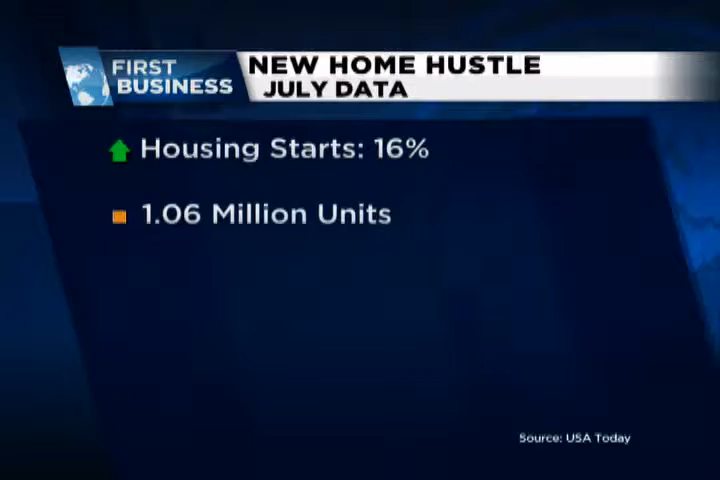 FIRST
BUSINESS
NEW HOME HUSTLE
JULY DATA
Housing Starts: 16%
1.06 Million Units
Source: USA Today